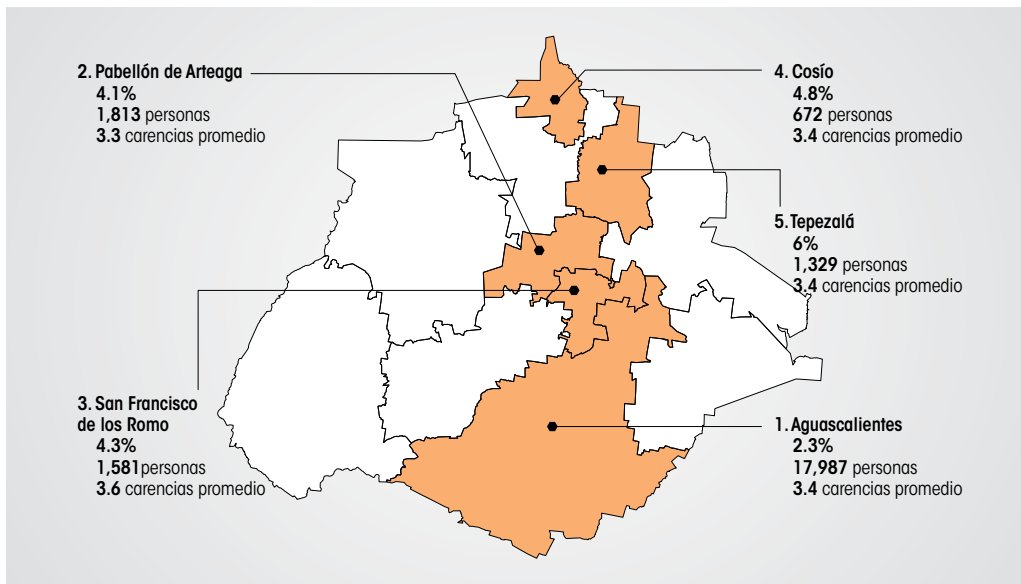 2. Pabellón de Arteaga
4.1%
1,813 personas
3.3 carencias promedio
4. Cosío
4.8%
672 personas
3.4 carencias promedio
5. Tepezalá
6%
1,329 personas
3.4 carencias promedio
3. San Francisco
de los Romo
4.3%
1,581personas
3.6 carencias promedio
1. Aguascalientes
2.3%
17,987 personas
3.4 carencias promedio